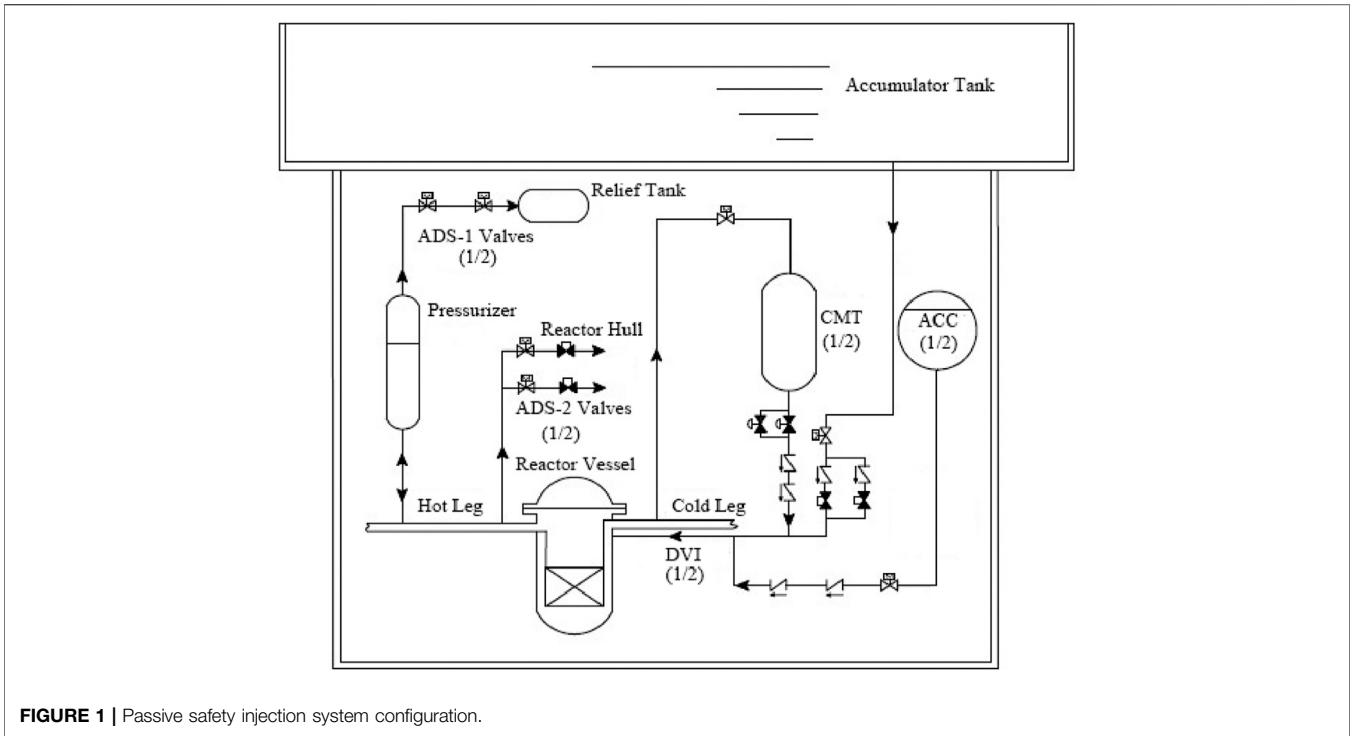 Accumulator Tank
Relief Tank
ADS-1 Valves
(1/2)
Pressurizer
Reactor Hull
CMT
(1/2)
ACC
(1/2)
ADS-2 Valves
(1/2)
Reactor Vessel
Hot Leg
Cold Leg
DVI
(1/2)
FIGURE 1 | Passive safety injection system configuration.